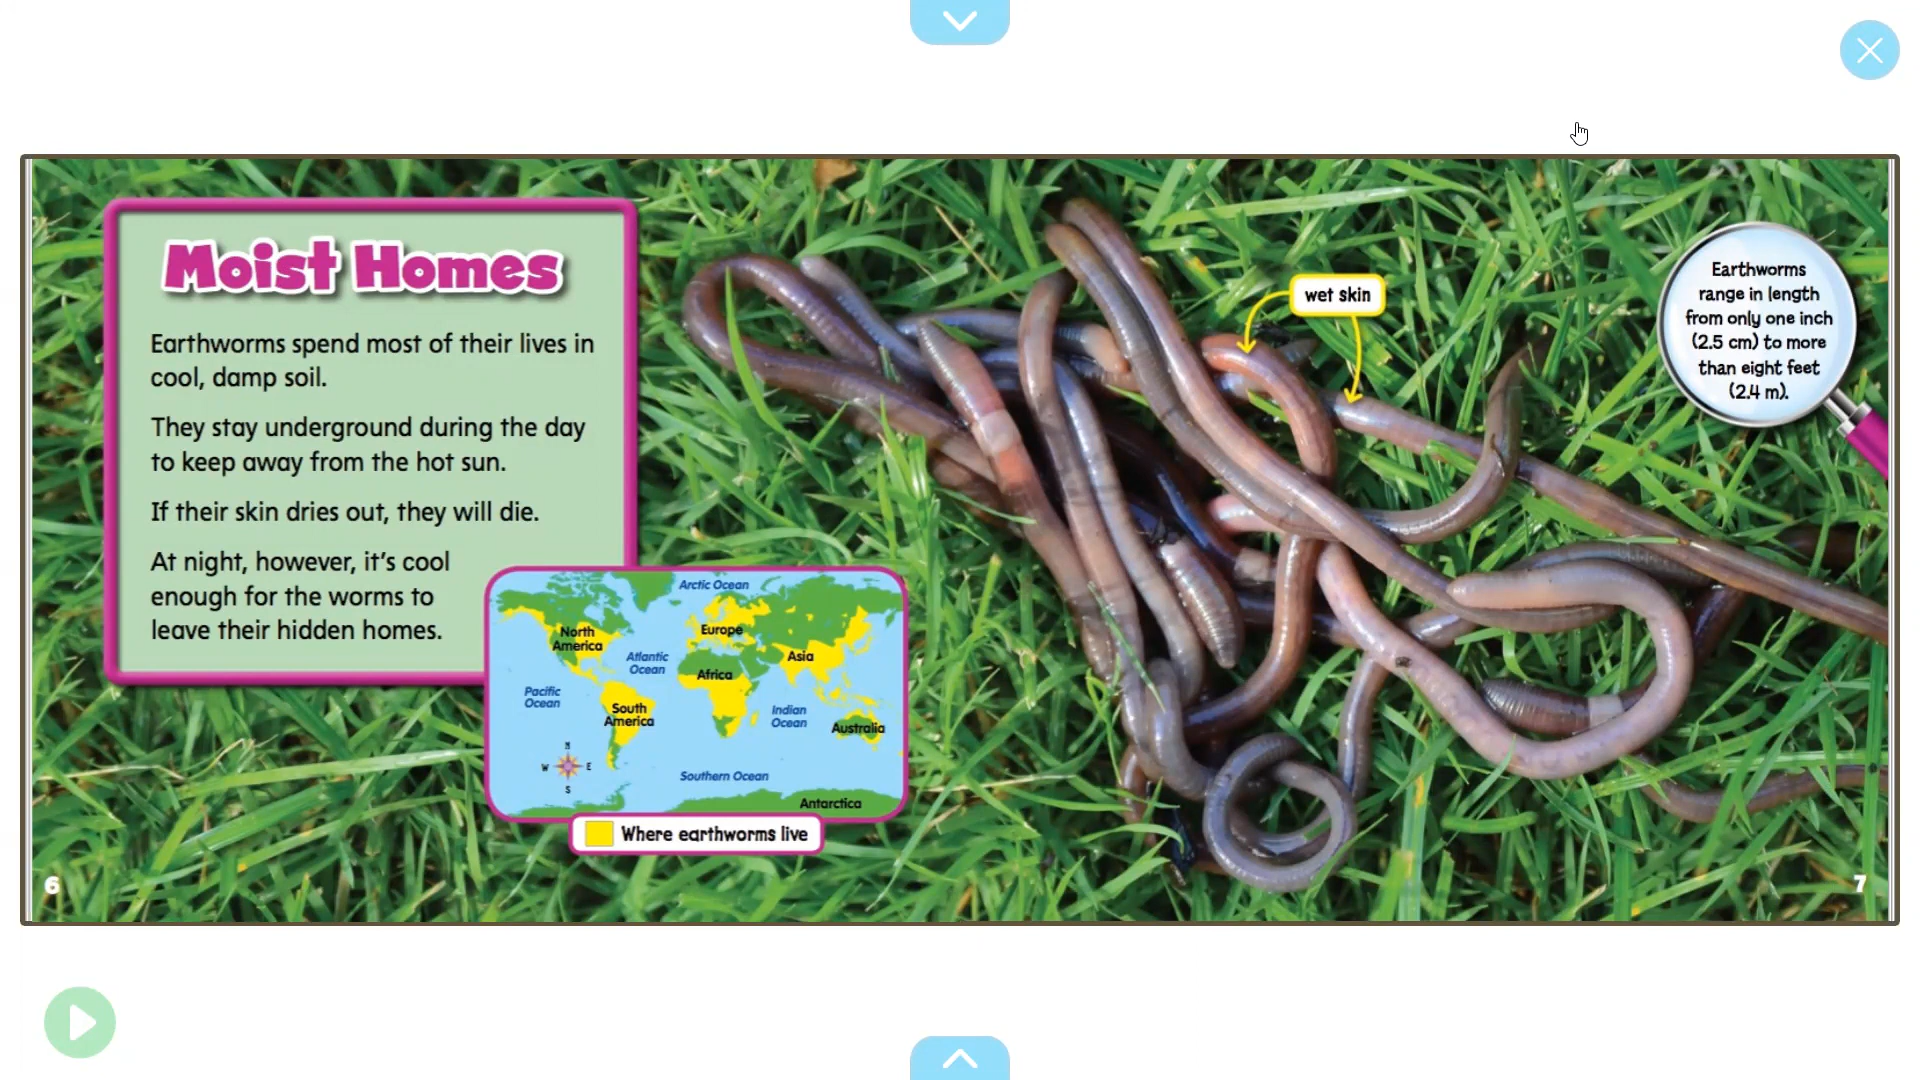 Moist Homes
Earthworms spend most of their lives in
cool, damp soil.
They stay underground during the day
to keep away from the hot sun.
If their skin dries out, they will die.
At night, however, it's cool
enough for the worms to
leave their hidden homes.
Arctic Ocean
North
America
Europe
Asia
Atlantic
Ocean
Africa
Pacific
Ocean
South
America
Indian
Ocean
Australia
N
W E
S
Southern Ocean
Antarctica
Where earthworms live
6
wet skin
Earthworms
range in length
from only one inch
(2.5 cm) to more
than eight feet
(2.4 m).
7